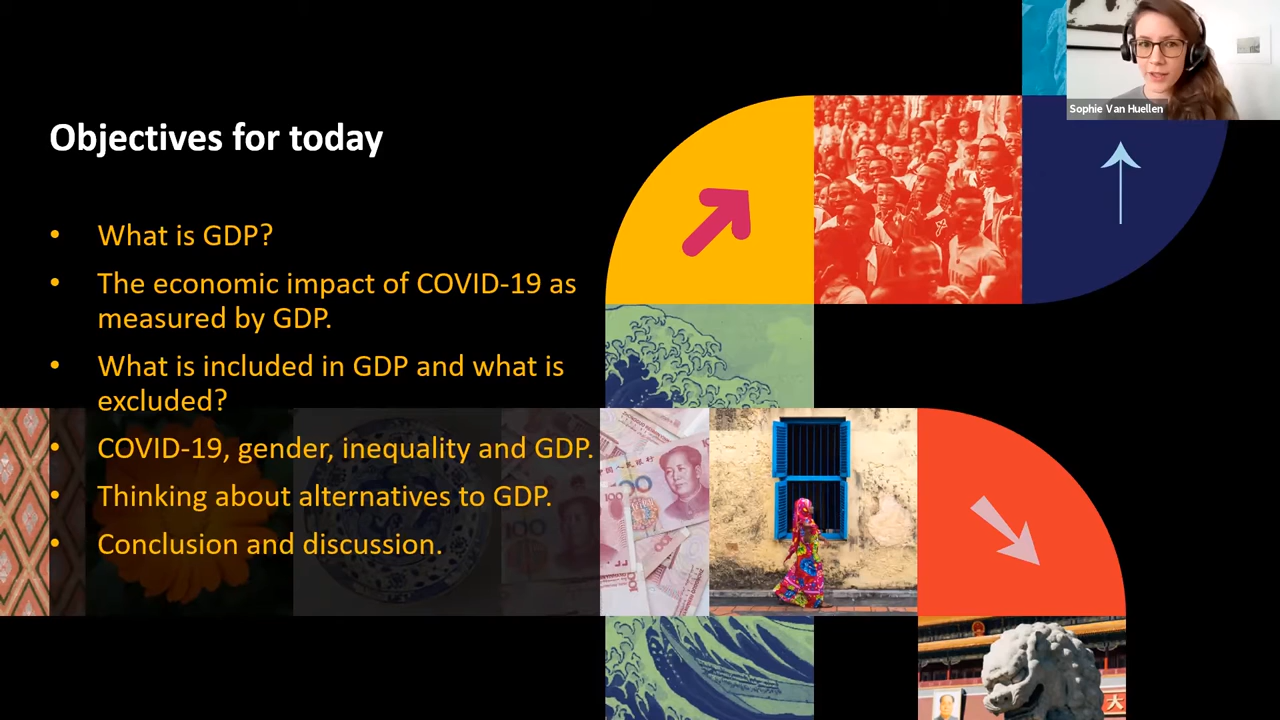 Sophie Van Huellen
Objectives for today
• What is GDP?
• The economic impact of COVID-19 as
measured by GDP.
• What is included in GDP and what is
excluded?
• COVID-19, gender, inequality and GDP.
• Thinking about alternatives to GDP.
• Conclusion and discussion.
100
100